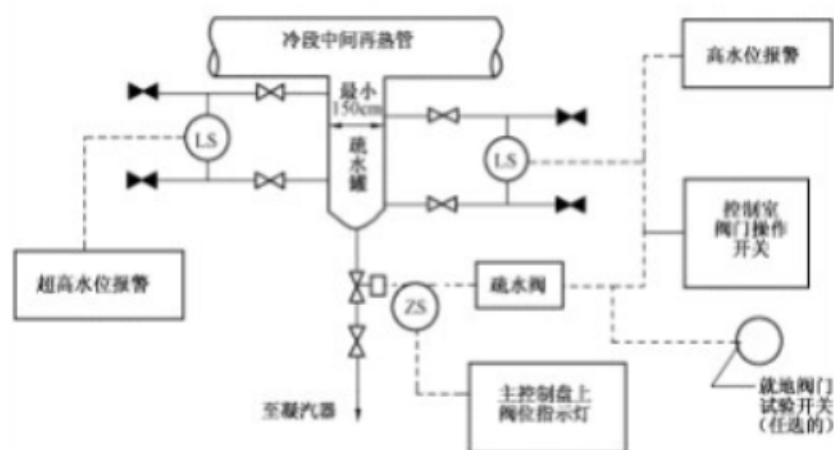 冷段中间再热管
高水位报警
最小
150cm
LS
疏水罐
LS
控制室
阀门操作
开关
超高水位报警
疏水阀
ZS
至凝汽器
主控制盘上
阀位指示灯
就地阀门
试验开关
(任选的)